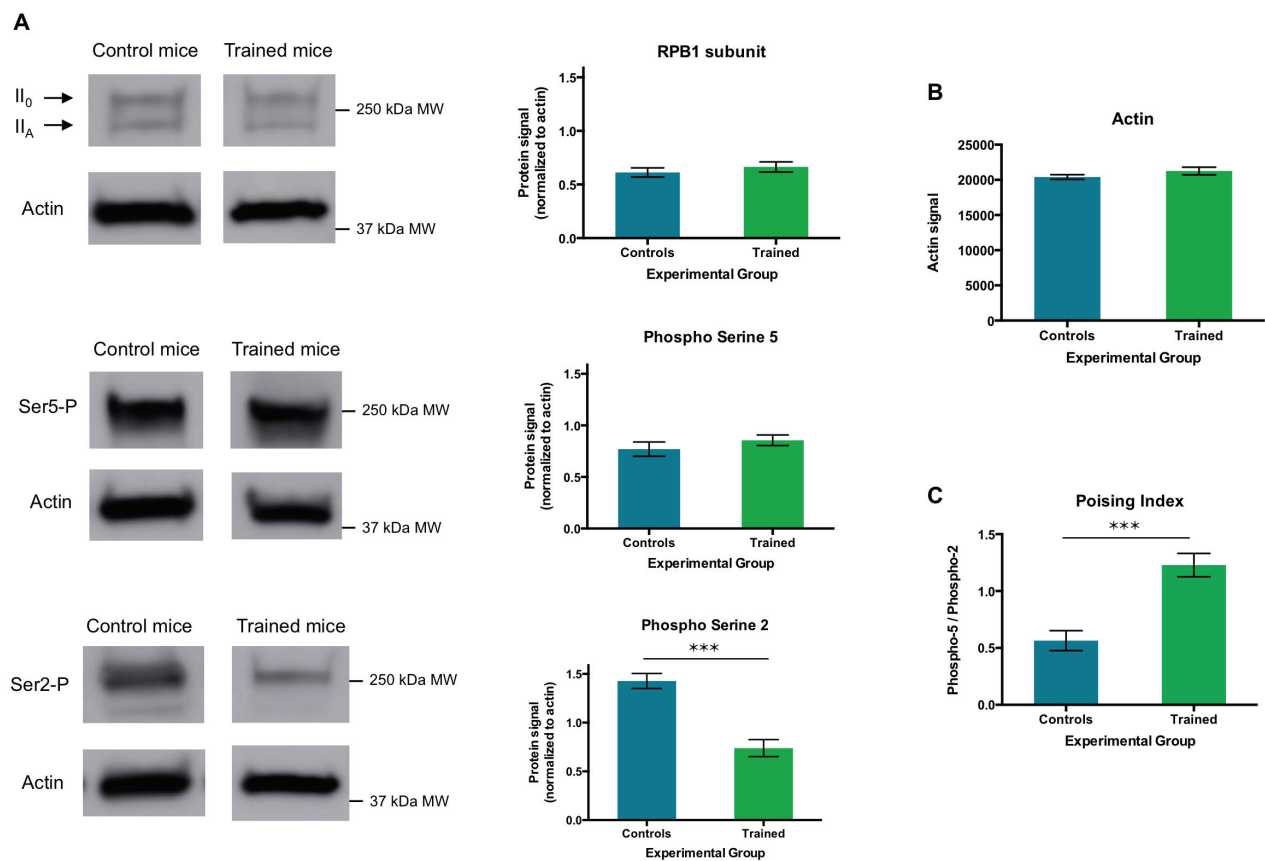 A
Control mice Trained mice
II0
IIA
250 kDa MW
Actin
37 kDa MW
RPB1 subunit
Protein signal
(normalized to actin)
1.5
1.0
0.5
0.0
Controls Trained
Experimental Group
Control mice Trained mice
Ser5-P
250 kDa MW
Actin
37 kDa MW
Phospho Serine 5
Protein signal
(normalized to actin)
1.5
1.0
0.5
0.0
Controls Trained
Experimental Group
Control mice Trained mice
Ser2-P
250 kDa MW
Actin
37 kDa MW
Phospho Serine 2
***
Protein signal
(normalized to actin)
1.5
1.0
0.5
0.0
Controls Trained
Experimental Group
B
Actin
Actin signal
25000
20000
15000
10000
5000
0
Controls Trained
Experimental Group
C
Poising Index
***
Phospho-5 / Phospho-2
1.5
1.0
0.5
0.0
Controls Trained
Experimental Group